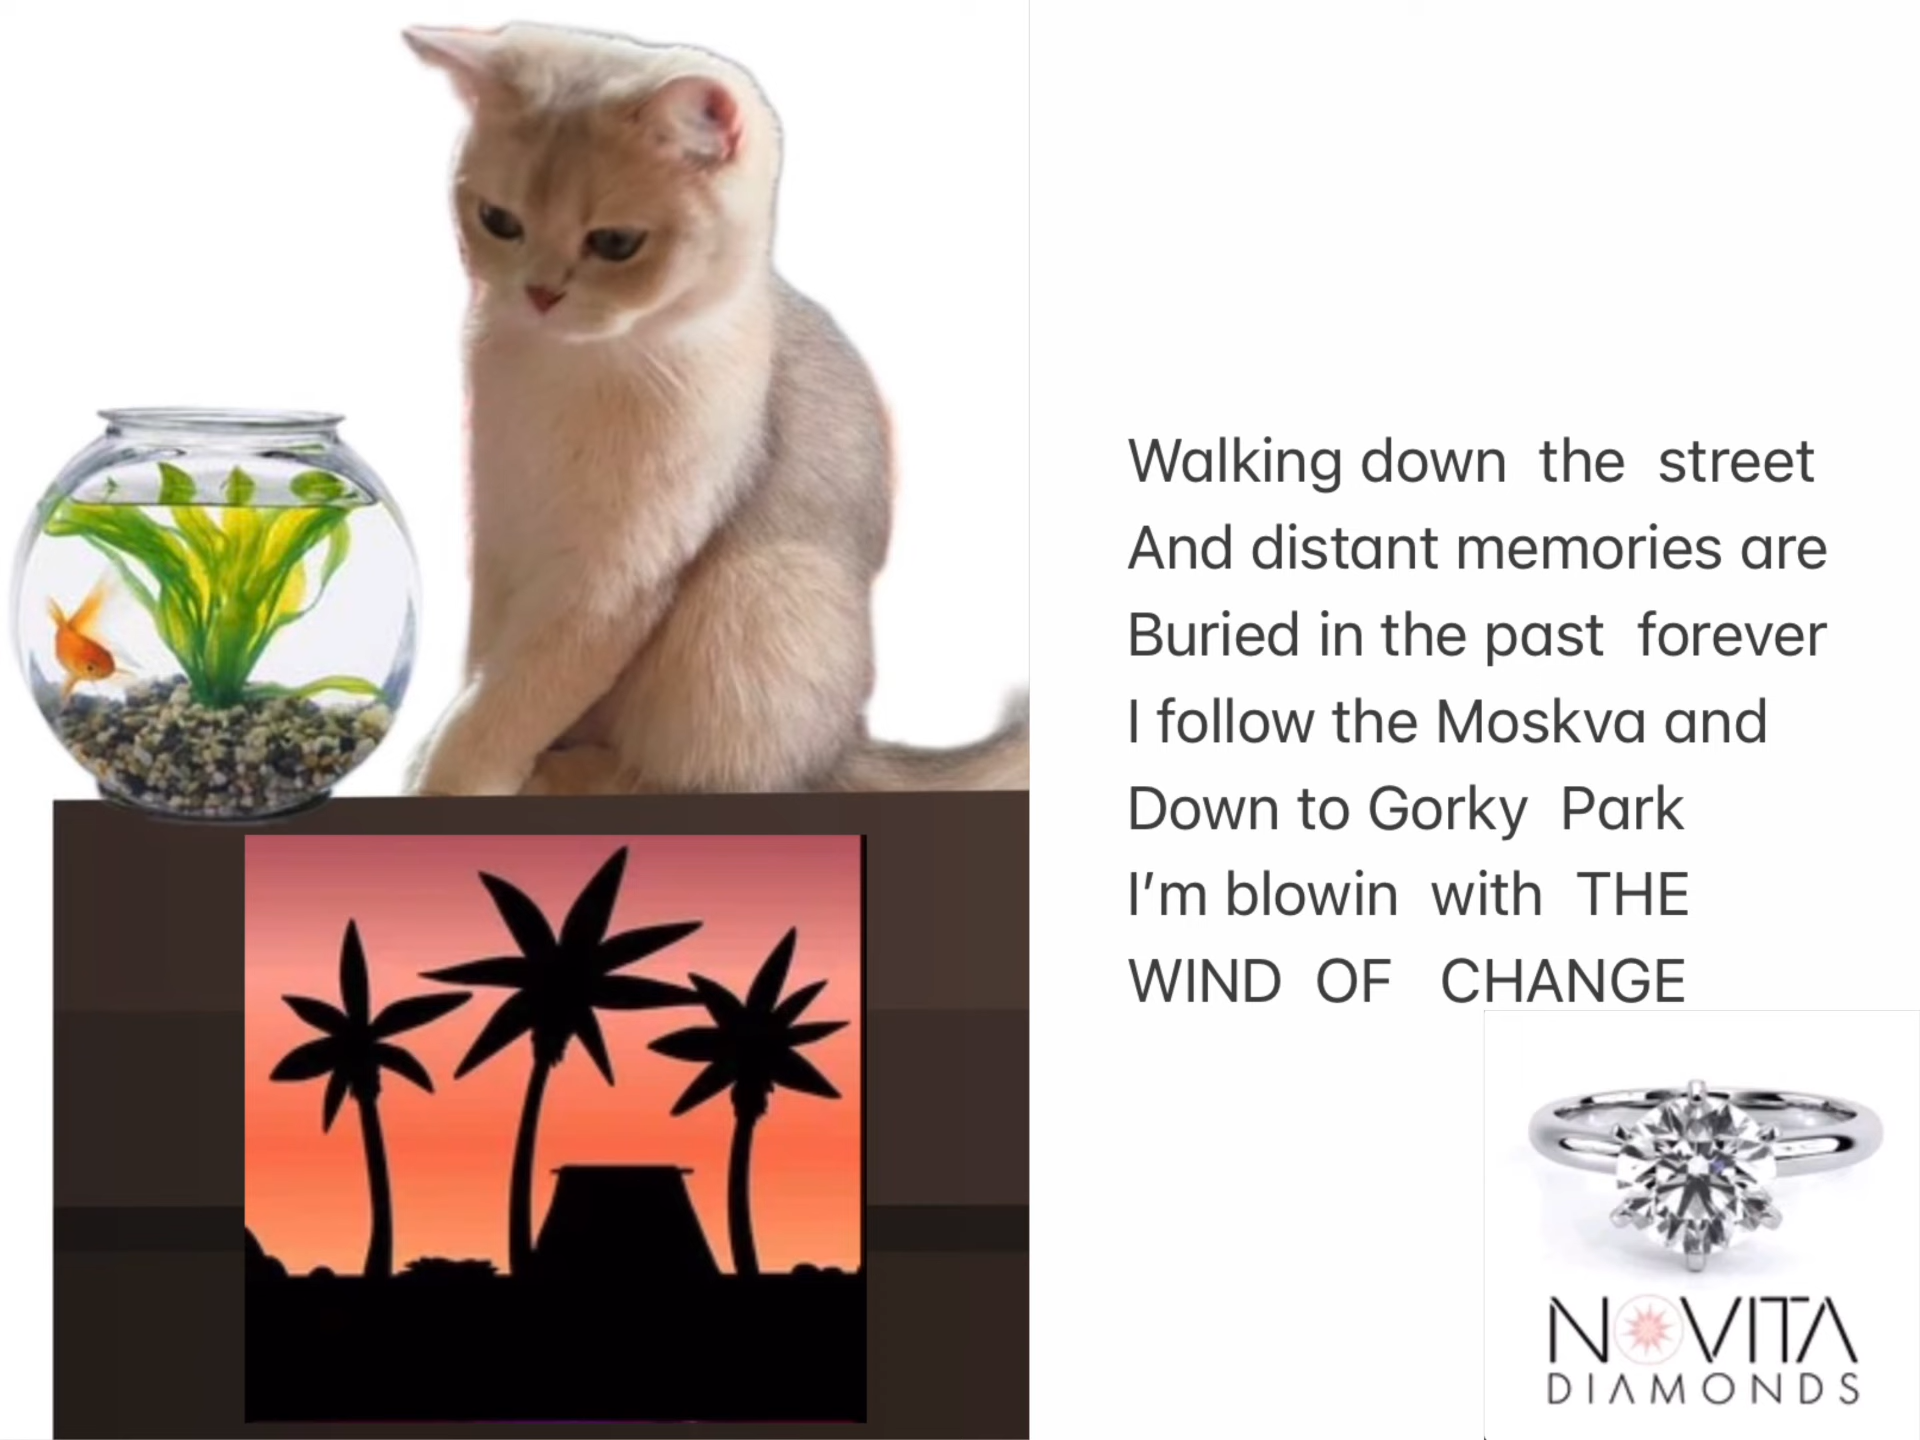 Walking down the street
And distant memories are
Buried in the past forever
I follow the Moskva and
Down to Gorky Park
I'm blowin with THE
WIND OF CHANGE
NOVITA
DIAMONDS